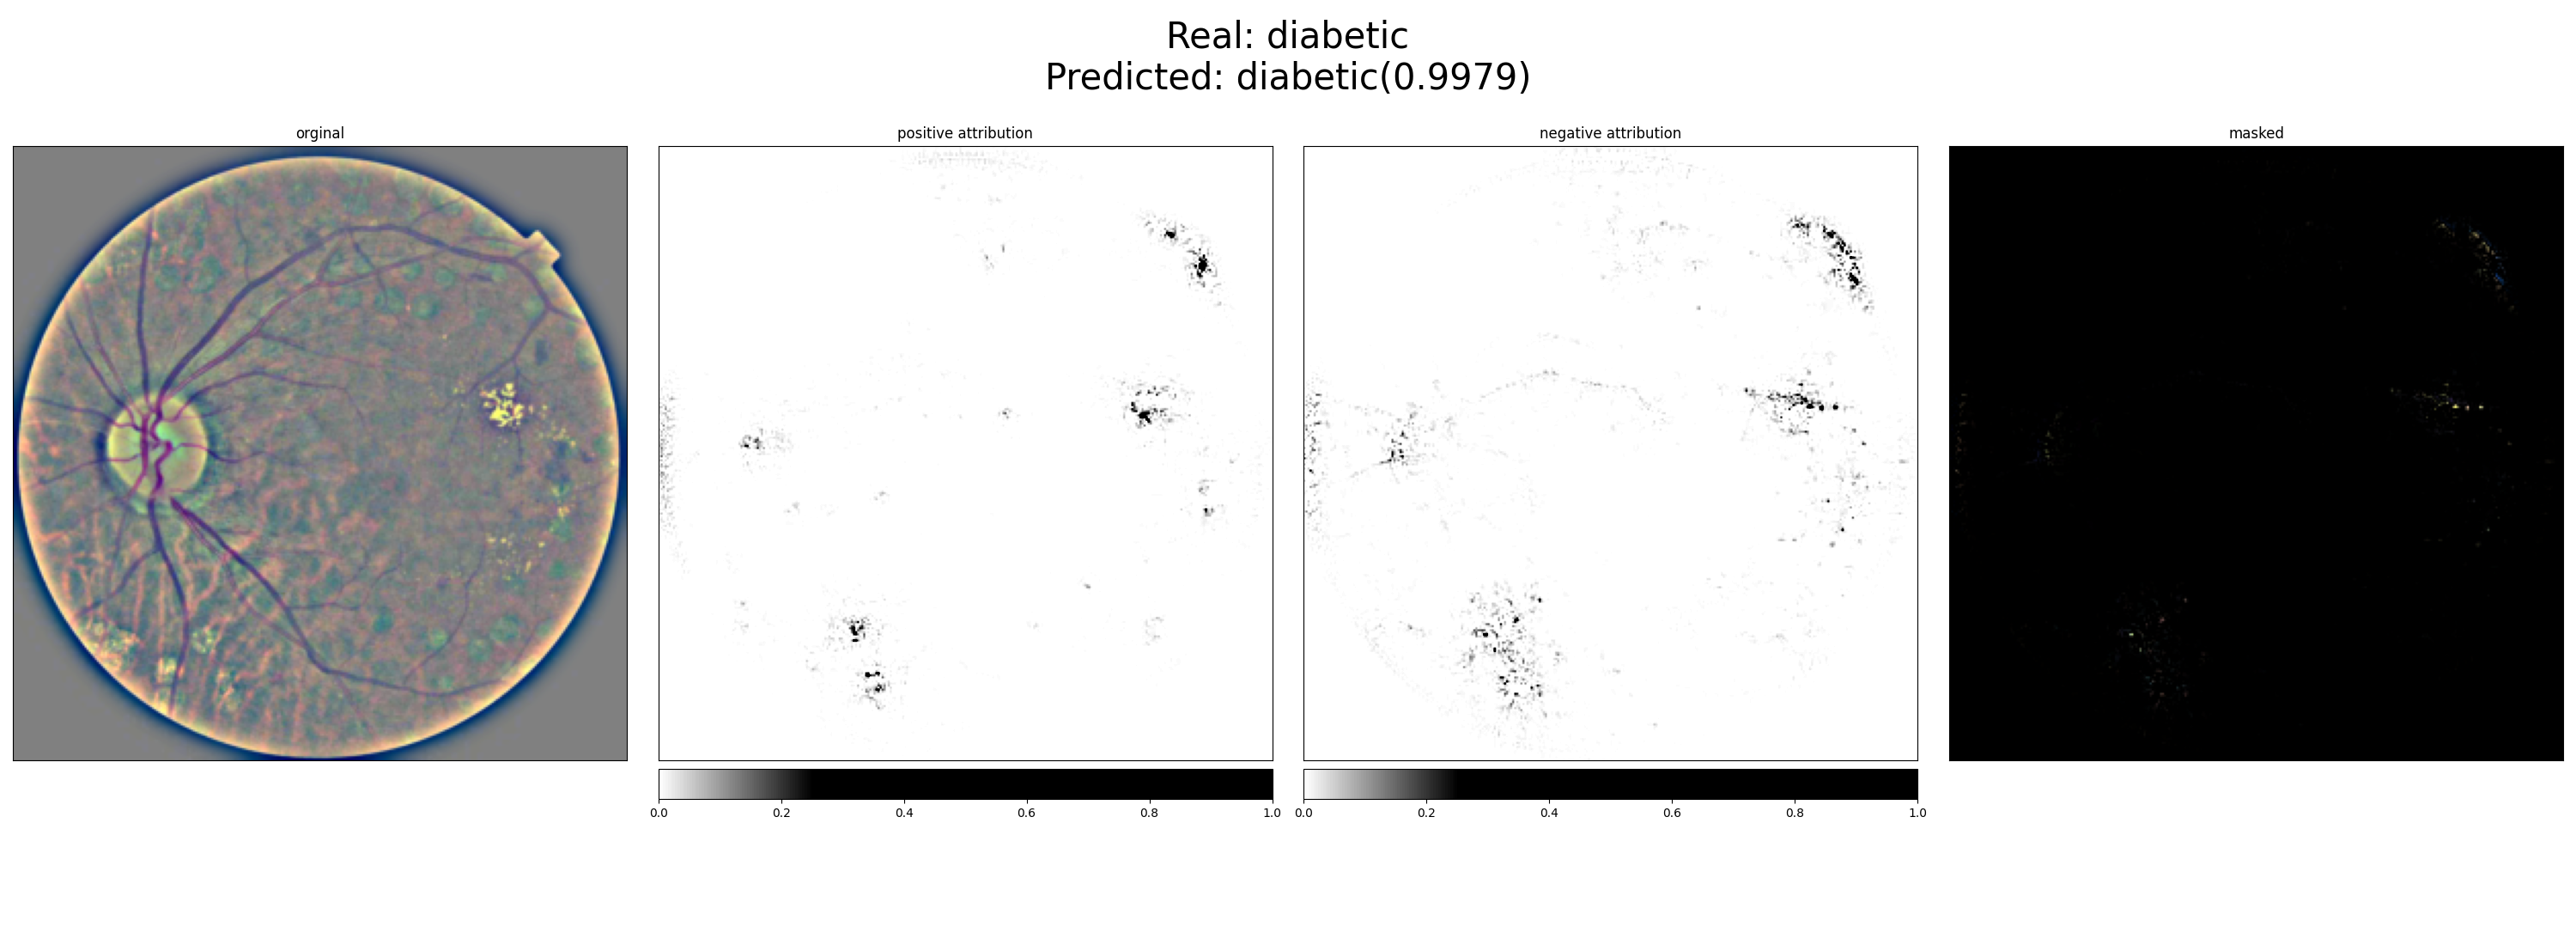 Real: diabetic
Predicted: diabetic(0.9979)
orginal
positive attribution
negative attribution
masked
0.0 0.2 0.4 0.6 0.8 1.0
0.0 0.2 0.4 0.6 0.8 1.0